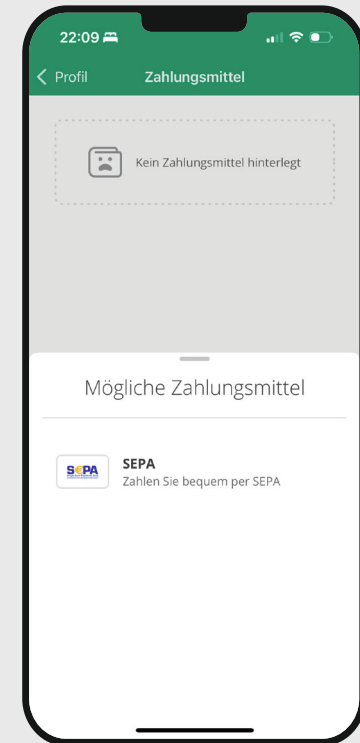 22:09
Profil
Zahlungsmittel
Kein Zahlungsmittel hinterlegt
Mögliche Zahlungsmittel
SEPA
SEPA
Zahlen Sie bequem per SEPA